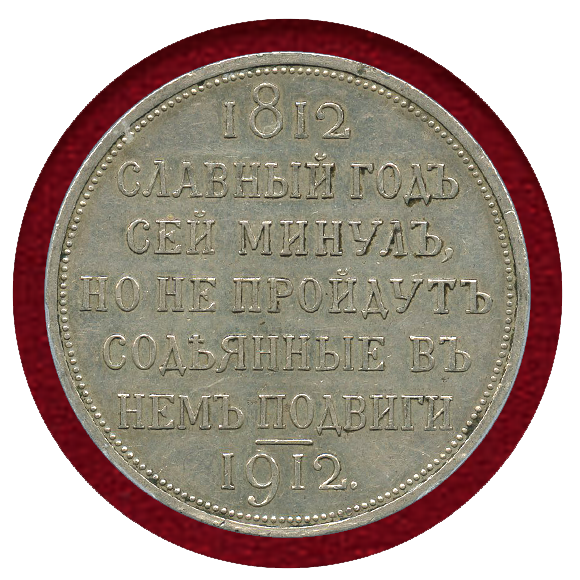 1812
СЛАВНЫЙ ГОДЪ
СЕЙ МИНУЛЪ,
НО НЕ ПРОЙДУТЪ
СОДѢЯННЫЕ ВЪ
НЕМЪ ПОДВИГИ
1912.